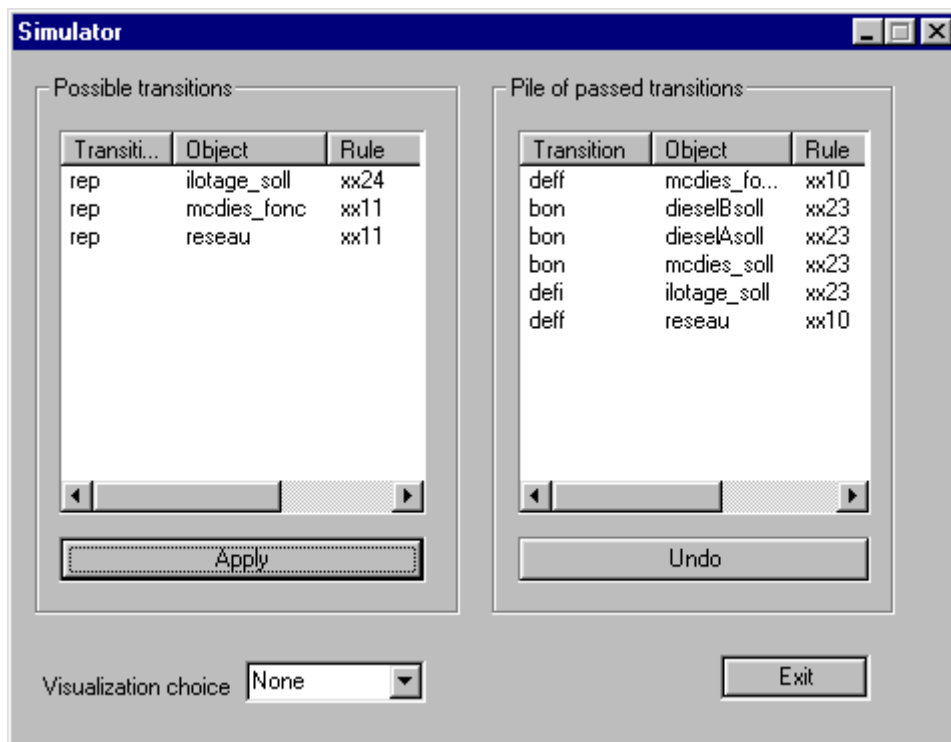 Simulator
Possible transitions
Transiti... Object Rule
rep ilotage_soll xx24
rep mcdies_fonc xx11
rep reseau xx11
Apply
Pile of passed transitions
Transition Object Rule
deff mcdies_fo... xx10
bon dieselBsoll xx23
bon dieselAsoll xx23
bon mcdies_soll xx23
defi ilotage_soll xx23
deff reseau xx10
Undo
Visualization choice None
Exit